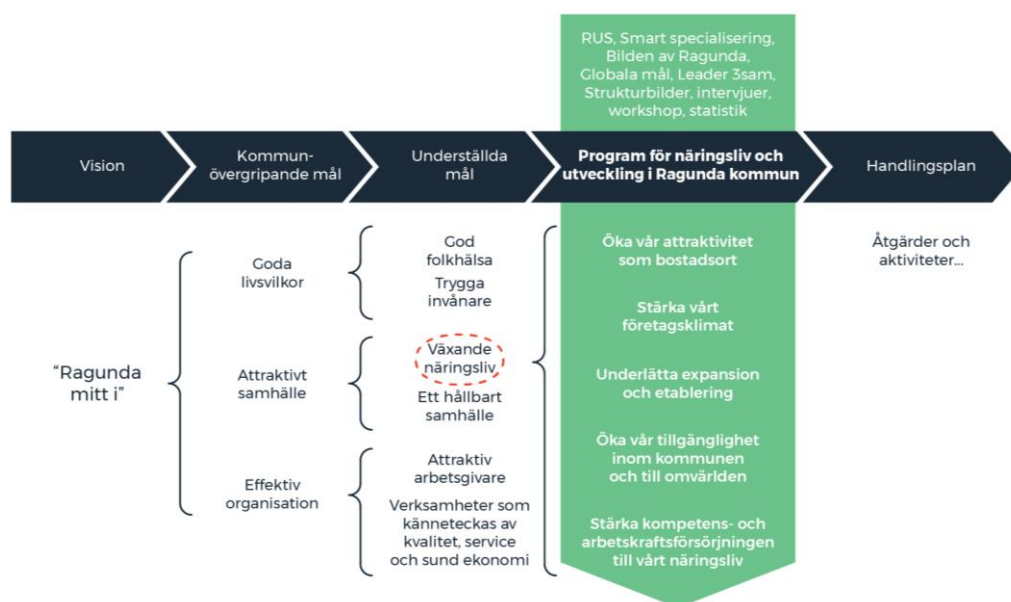 RUS, Smart specialisering,
Bilden av Ragunda,
Globala mål, Leader 3sam,
Strukturbilder, intervjuer,
workshop, statistik
Vision
Kommun-
övergripande mål
Underställda
mål
Program för näringsliv och
utveckling i Ragunda kommun
Handlingsplan
"Ragunda
mitt i"
Goda
livsvilkor
Attraktivt
samhälle
Effektiv
organisation
God
folkhälsa
Trygga
invånare
Växande
näringsliv
Ett hållbart
samhälle
Attraktiv
arbetsgivare
Verksamheter som
känneteckas av
kvalitet, service
och sund ekonomi
Öka vår attraktivitet
som bostadsort
Stärka vårt
företagsklimat
Underlätta expansion
och etablering
Öka vår tillgänglighet
inom kommunen
och till omvärlden
Stärka kompetens- och
arbetskraftsförsörjningen
till vårt näringsliv
Åtgärder och
aktiviteter...